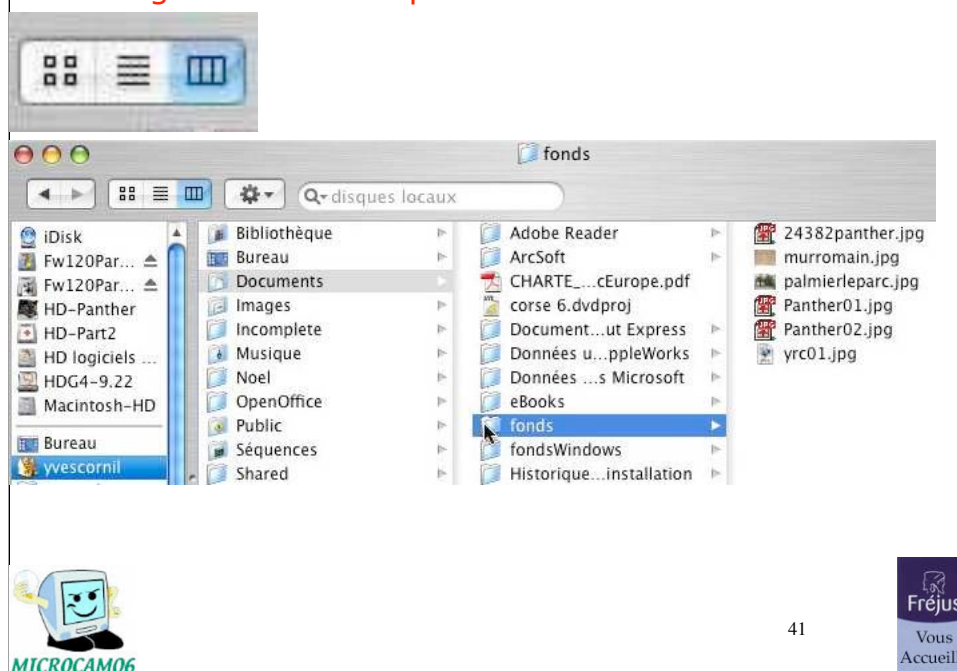 fonds
disques locaux
iDisk
Fw120Par...
Fw120Par...
HD-Panther
HD-Part2
HD logiciels ...
HDG4-9.22
Macintosh-HD
Bureau
yvescornil
Bibliothèque
Bureau
Documents
Images
Incomplete
Musique
Noel
OpenOffice
Public
Séquences
Shared
Adobe Reader
ArcSoft
CHARTE_...cEurope.pdf
corse 6.dvdproj
Document...ut Express
Données u...ppleWorks
Données ...s Microsoft
eBooks
fonds
fondsWindows
Historique...installation
24382panther.jpg
murromain.jpg
palmierleparc.jpg
Panther01.jpg
Panther02.jpg
yrc01.jpg
MICROCAM06
41
Fréjus
Vous
Accueil